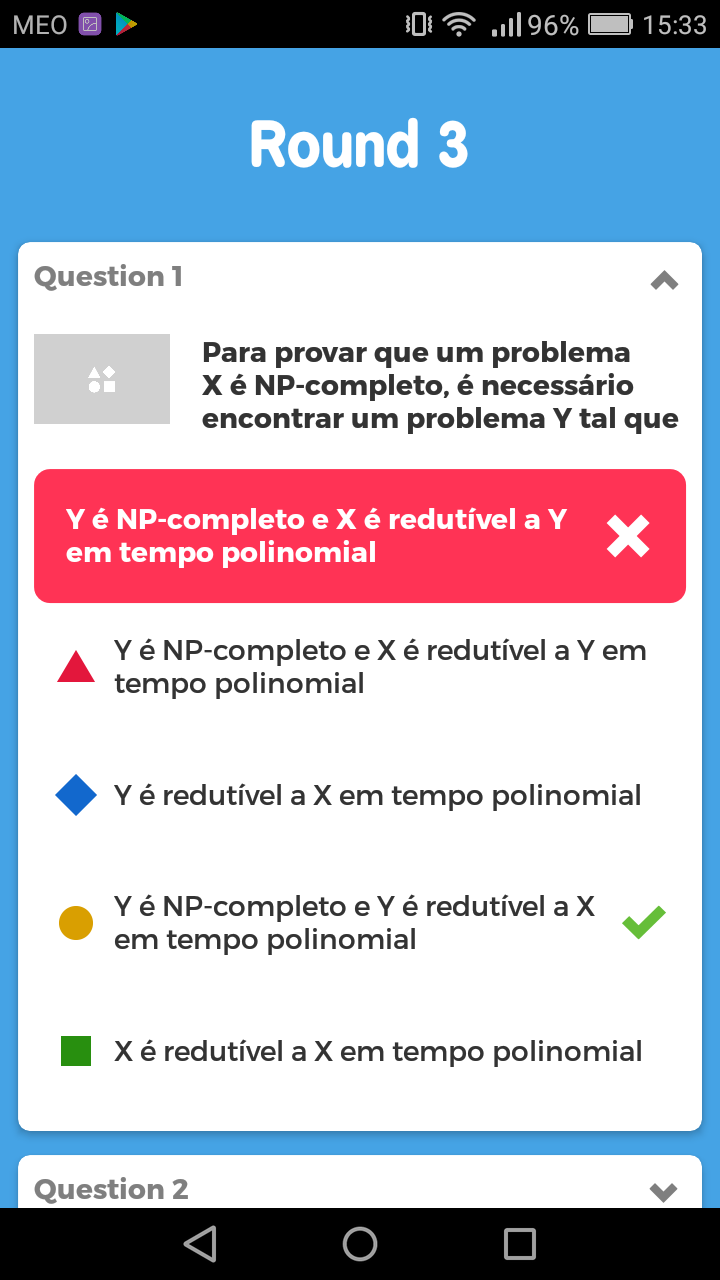 MEO 96% 15:33
Round 3
Question 1
Para provar que um problema
X é NP-completo, é necessário
encontrar um problema Y tal que
Y é NP-completo e X é redutível a Y
em tempo polinomial
Y é NP-completo e X é redutível a Y em
tempo polinomial
Y é redutível a X em tempo polinomial
Y é NP-completo e Y é redutível a X
em tempo polinomial
X é redutível a X em tempo polinomial
Question 2